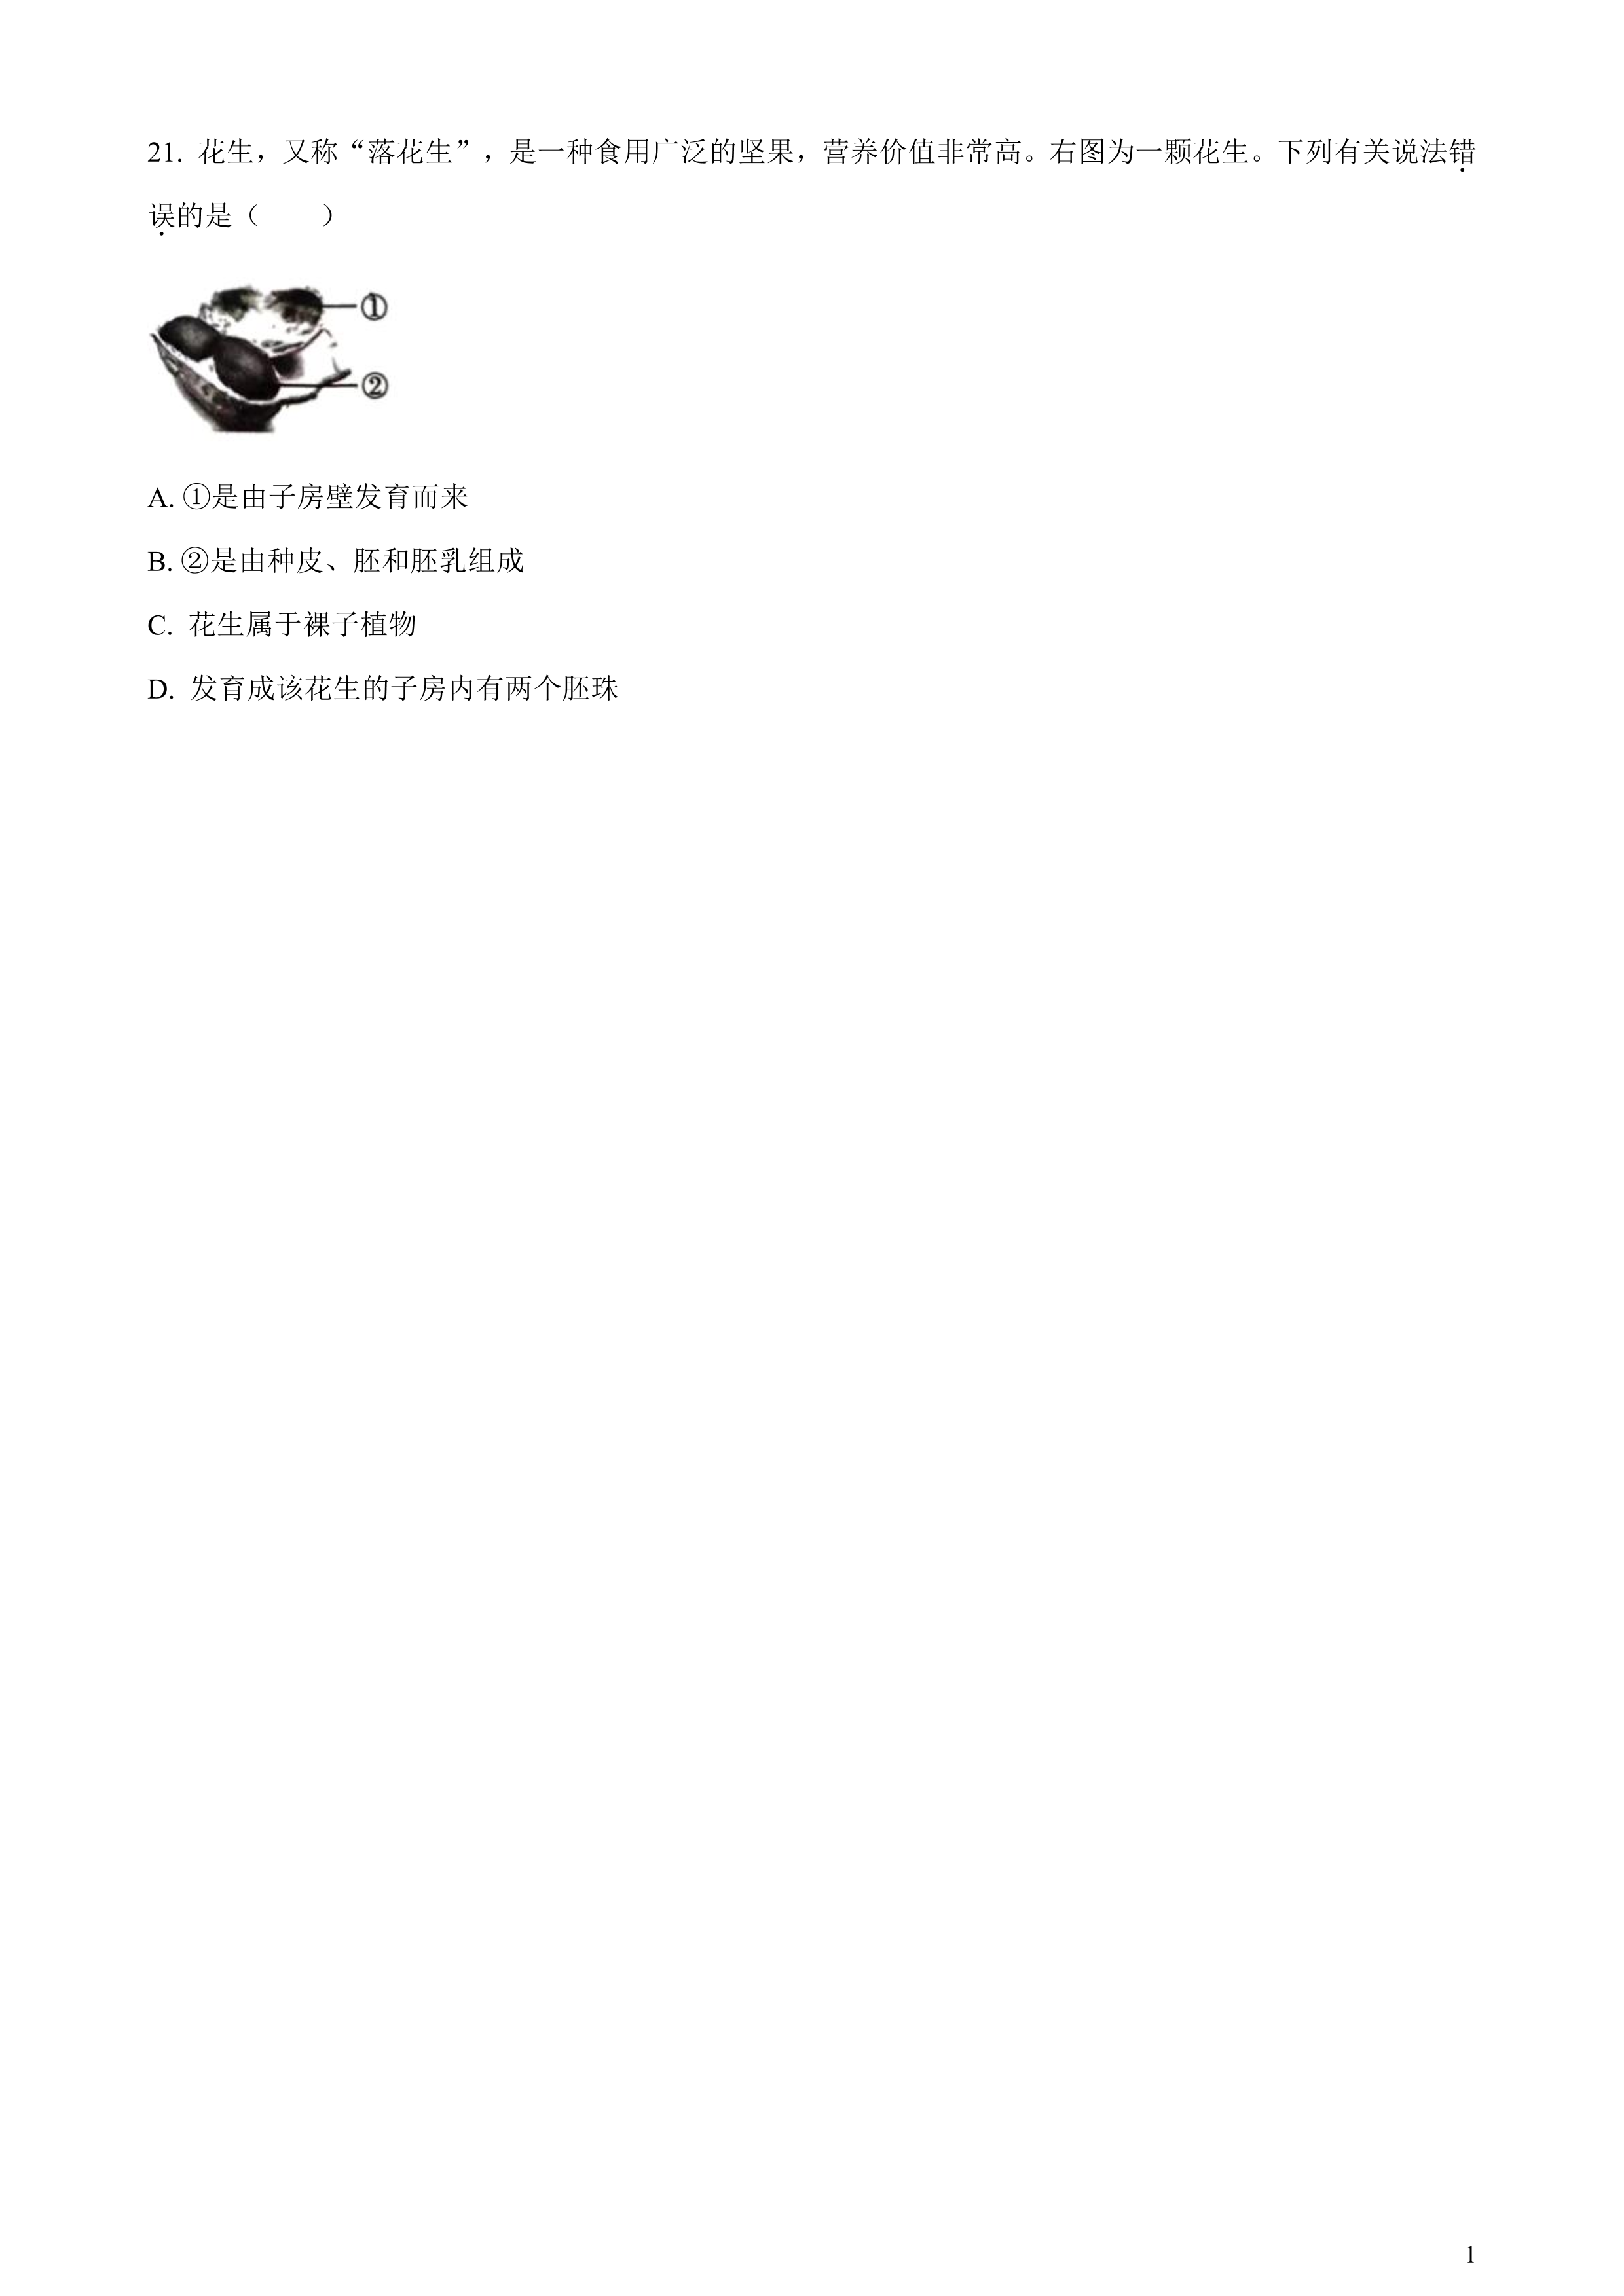 21. 花生，又称“落花生”，是一种食用广泛的坚果，营养价值非常高。右图为一颗花生。下列有关说法错
误的是（　　）
①
②
A. ①是由子房壁发育而来
B. ②是由种皮、胚和胚乳组成
C. 花生属于裸子植物
D. 发育成该花生的子房内有两个胚珠
1